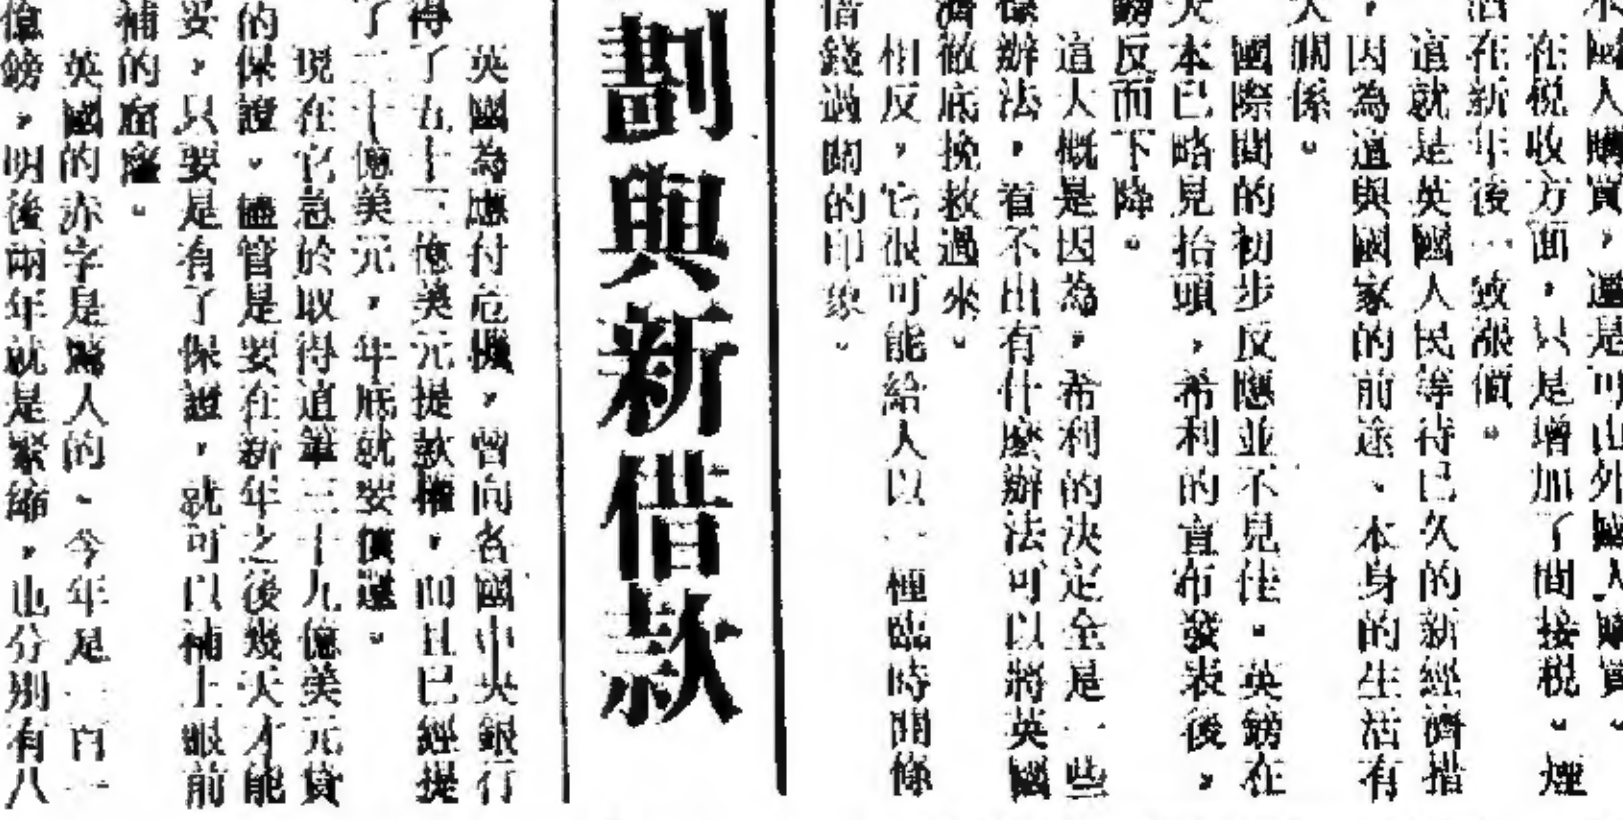 國人購買，還是可由外國人購買。
在稅收方面，只是增加了間接稅。煙
酒在新年後一致漲價。
這就是英國人民等待已久的新經濟措
，因為這與國家的前途、本身的生活有
大關係。
國際間的初步反應並不見佳。英鎊在
大本已略見抬頭，希利的宣布發表後，
鎊反而下降。
這大概是因為，希利的決定全是一些
辦法，看不出有什麼辦法可以將英國
濟徹底挽救過來。
相反，它很可能給人以一種臨時關條
借錢過關的印象。
劃與新借款
英國為應付危機，曾向各國中央銀行
得了五十三億美元提款權，而且已經提
了二十億美元，年底就要償還。
現在它急於取得這筆三十九億美元貸
的保證。儘管是要在新年之後幾天才能
妥，只要是有了保證，就可以補上眼前
補的窟窿。
英國的赤字是驚人的。今年是一百一
億鎊，明後兩年就是緊縮，也分別有八